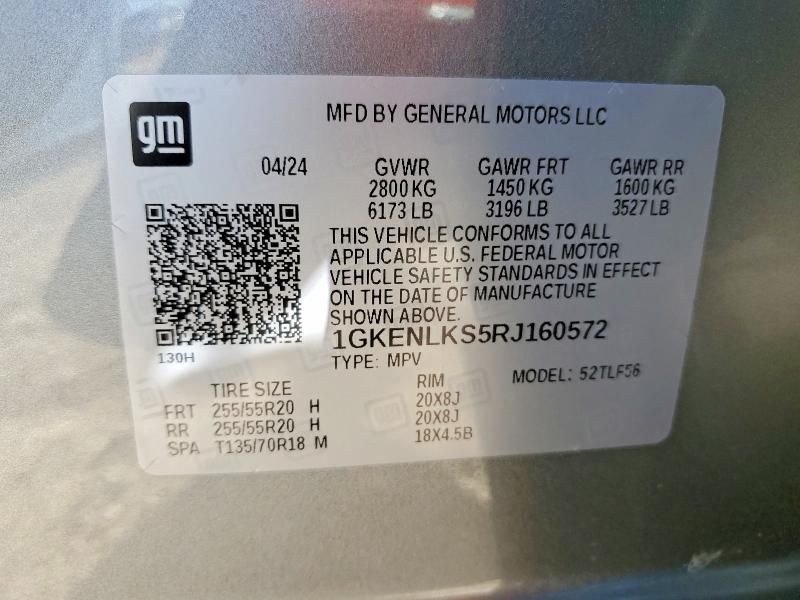 gm
MFD BY GENERAL MOTORS LLC
04/24 GVWR GAWR FRT GAWR RR
2800 KG 1450 KG 1600 KG
6173 LB 3196 LB 3527 LB
THIS VEHICLE CONFORMS TO ALL
APPLICABLE U.S. FEDERAL MOTOR
VEHICLE SAFETY STANDARDS IN EFFECT
ON THE DATE OF MANUFACTURE
SHOWN ABOVE.
1GKENLKS5RJ160572
130H
TYPE: MPV
MODEL: 52TLF56
TIRE SIZE RIM
FRT 255/55R20 H 20X8J
RR 255/55R20 H 20X8J
SPA T135/70R18 M 18X4.5B